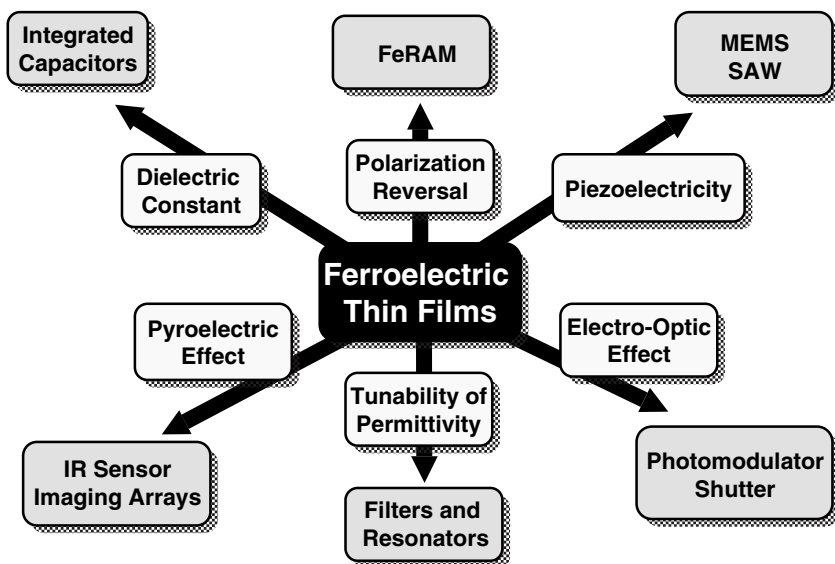 Integrated
Capacitors
FeRAM
MEMS
SAW
Dielectric
Constant
Polarization
Reversal
Piezoelectricity
Ferroelectric
Thin Films
Pyroelectric
Effect
Tunability of
Permittivity
Electro-Optic
Effect
IR Sensor
Imaging Arrays
Filters and
Resonators
Photomodulator
Shutter